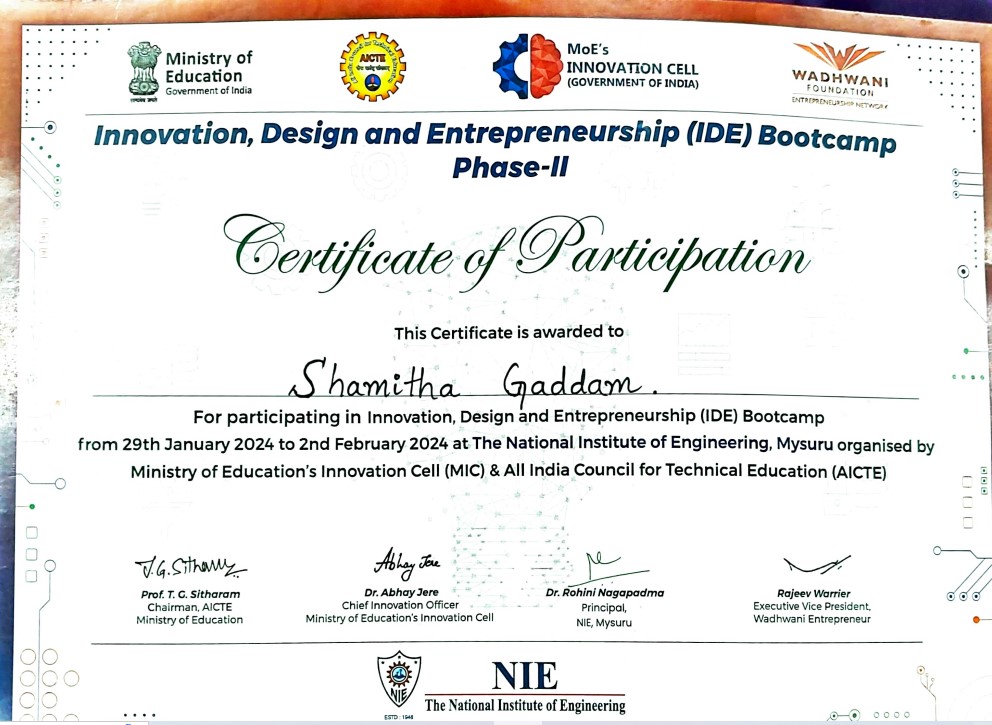 Ministry of
Education
Government of India
सत्यमेव जयते
AICTE
MoE's
INNOVATION CELL
(GOVERNMENT OF INDIA)
WADHWANI
FOUNDATION
ENTREPRENEURSHIP NETWORK
Innovation, Design and Entrepreneurship (IDE) Bootcamp
Phase-II
Certificate of Participation
This Certificate is awarded to
Shamitha Gaddam.
For participating in Innovation, Design and Entrepreneurship (IDE) Bootcamp
from 29th January 2024 to 2nd February 2024 at The National Institute of Engineering, Mysuru organised by
Ministry of Education's Innovation Cell (MIC) & All India Council for Technical Education (AICTE)
Abhay Jere
Prof. T. G. Sitharam
Chairman, AICTE
Ministry of Education
Dr. Abhay Jere
Chief Innovation Officer
Ministry of Education's Innovation Cell
Dr. Rohini Nagapadma
Principal,
NIE, Mysuru
Rajeev Warrier
Executive Vice President,
Wadhwani Entrepreneur
NIE
ESTD : 1946
NIE
The National Institute of Engineering